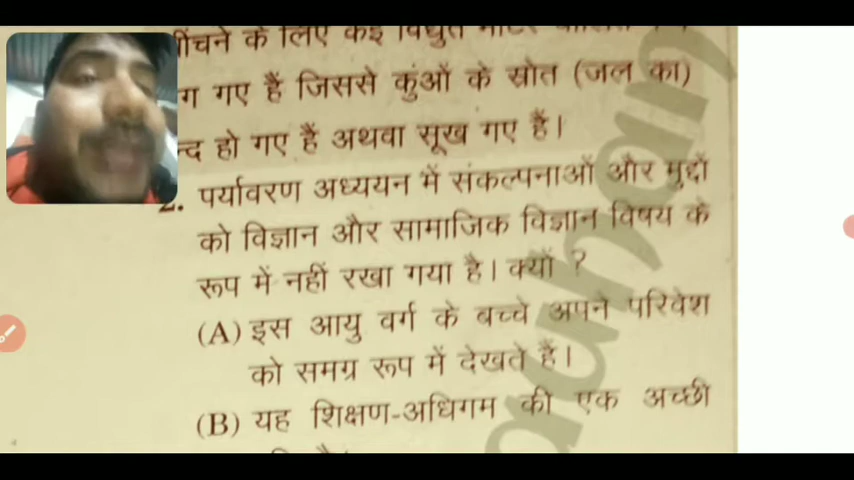 के लिए कई विद्युत
गए हैं जिससे कुंओं के स्रोत (जल का)
हो गए हैं अथवा सूख गए हैं।
2. पर्यावरण अध्ययन में संकल्पनाओं और मुद्दों
को विज्ञान और सामाजिक विज्ञान विषय के
रूप में नहीं रखा गया है। क्यों ?
(A) इस आयु वर्ग के बच्चे अपने परिवेश
को समग्र रूप में देखते हैं।
(B) यह शिक्षण-अधिगम की एक अच्छी